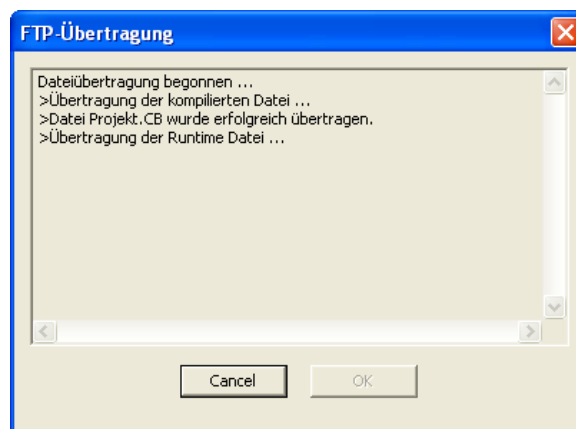 FTP-Übertragung
Dateiübertragung begonnen ...
>Übertragung der kompilierten Datei ...
>Datei Projekt.CB wurde erfolgreich übertragen.
>Übertragung der Runtime Datei ...
Cancel
OK